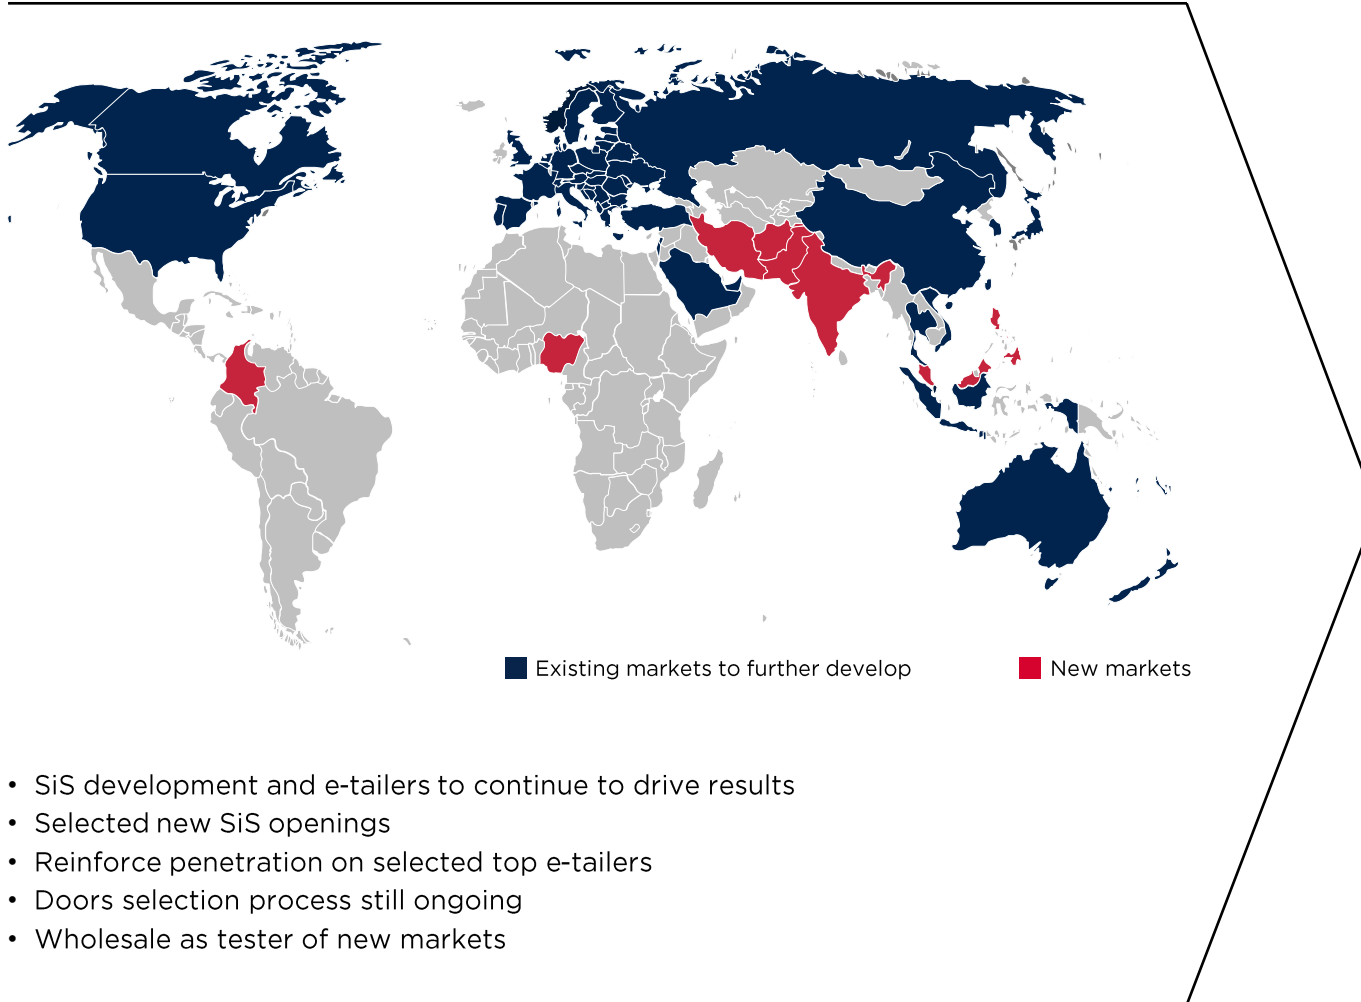 Existing markets to further develop
New markets
• SiS development and e-tailers to continue to drive results
• Selected new SiS openings
• Reinforce penetration on selected top e-tailers
• Doors selection process still ongoing
• Wholesale as tester of new markets